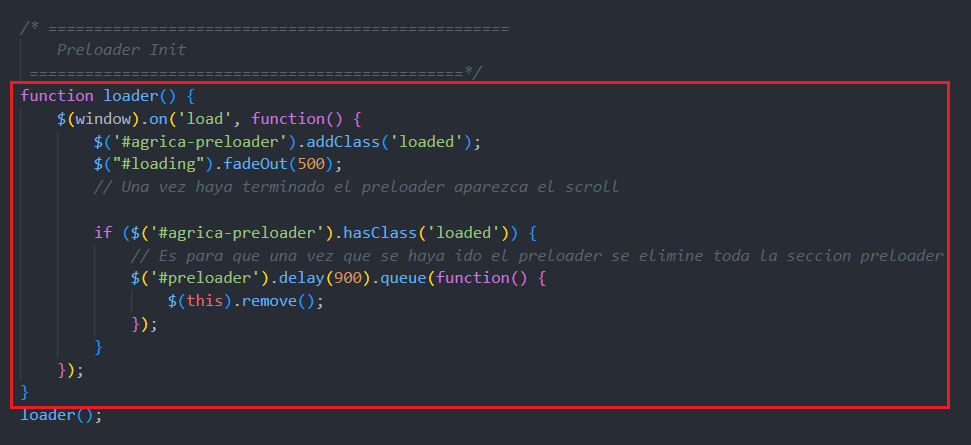 /* ==================================================
Preloader Init
===============================================*/
function loader() {
$(window).on('load', function() {
$('#agrica-preloader').addClass('loaded');
$("#loading").fadeOut(500);
// Una vez haya terminado el preloader aparezca el scroll
if ($('#agrica-preloader').hasClass('loaded')) {
// Es para que una vez que se haya ido el preloader se elimine toda la seccion preloader
$('#preloader').delay(900).queue(function() {
$(this).remove();
});
}
});
}
loader();